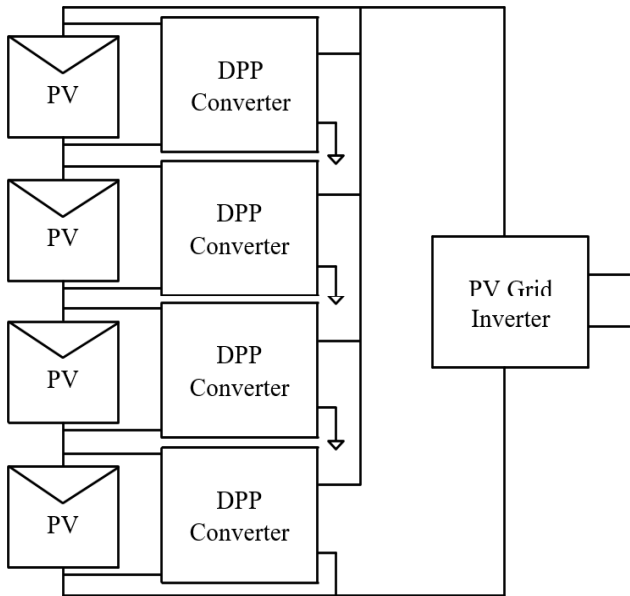 PV
DPP
Converter
PV
DPP
Converter
PV
DPP
Converter
PV
DPP
Converter
PV Grid
Inverter